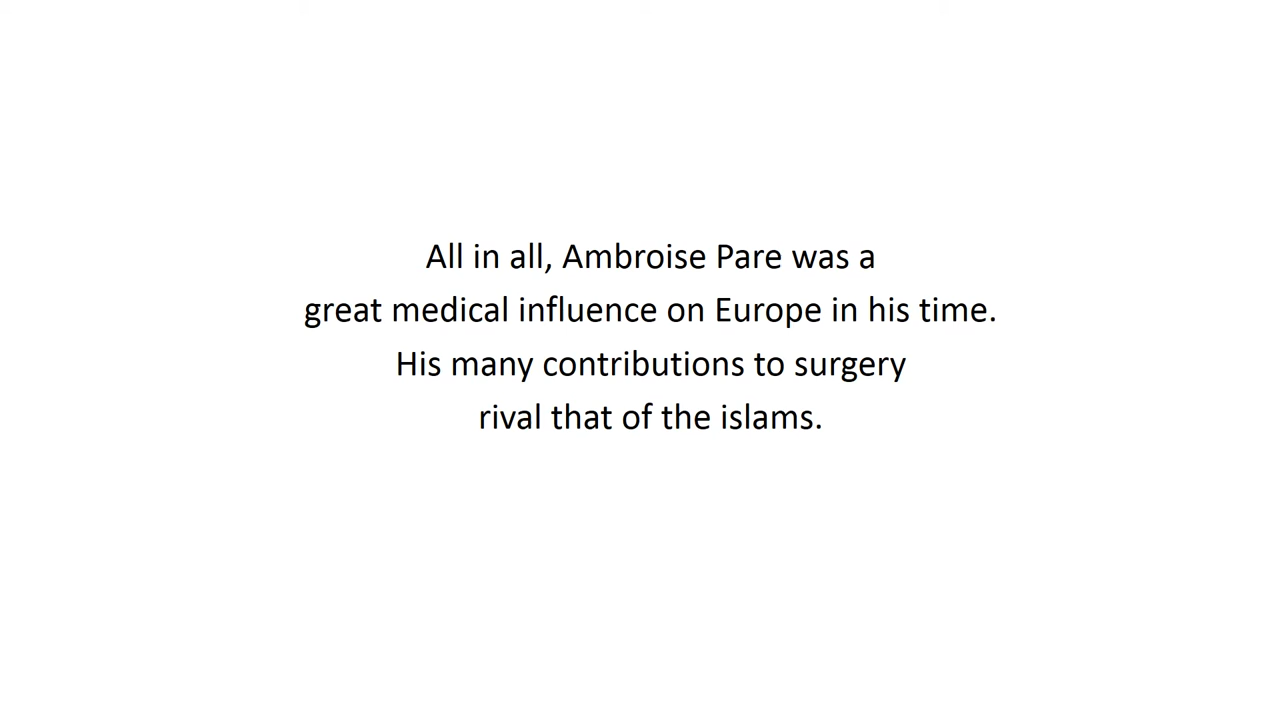 All in all, Ambroise Pare was a
great medical influence on Europe in his time.
His many contributions to surgery
rival that of the islams.